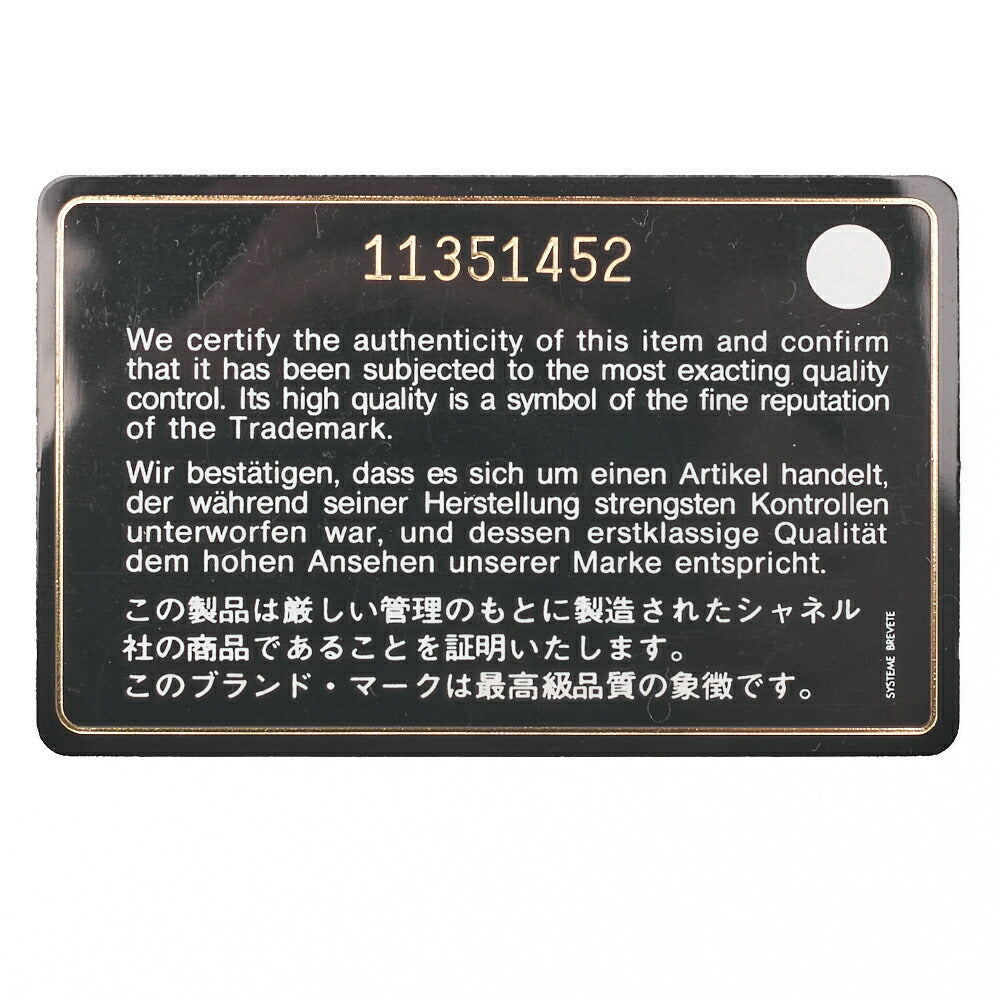 11351452
We certify the authenticity of this item and confirm
that it has been subjected to the most exacting quality
control. Its high quality is a symbol of the fine reputation
of the Trademark.
Wir bestätigen, dass es sich um einen Artikel handelt,
der während seiner Herstellung strengsten Kontrollen
unterworfen war, und dessen erstklassige Qualität
dem hohen Ansehen unserer Marke entspricht.
この製品は厳しい管理のもとに製造されたシャネル
社の商品であることを証明いたします。
このブランド・マークは最高級品質の象徴です。
SYSTEME BREVETE